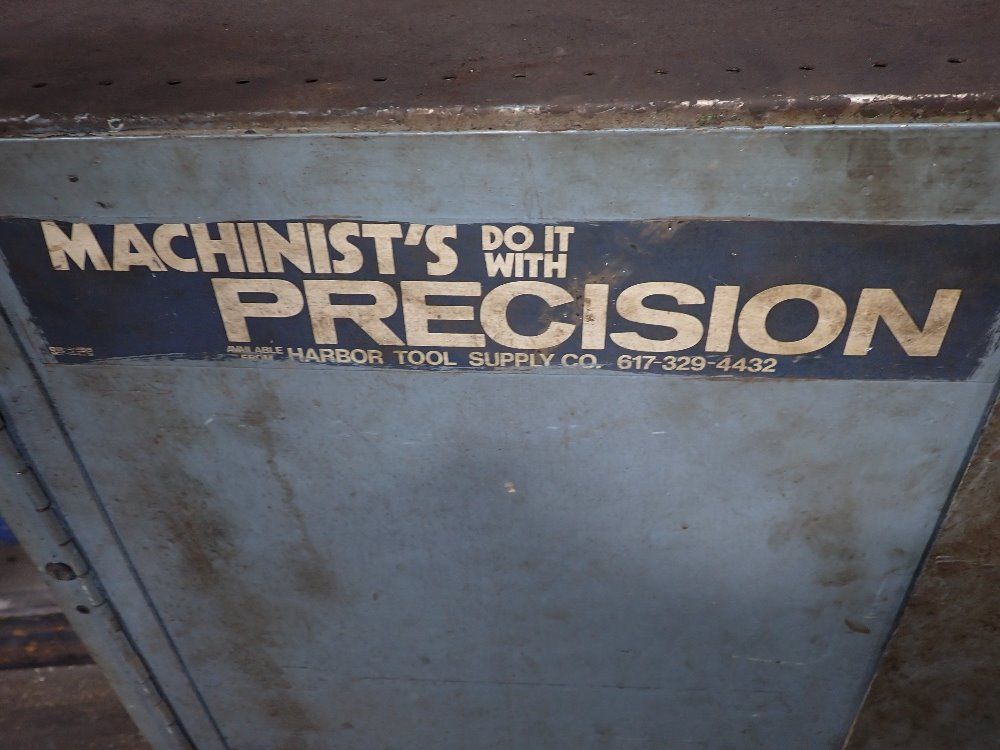 MACHINIST'S DO IT WITH
PRECISION
AVAILABLE FROM HARBOR TOOL SUPPLY CO. 617-329-4432